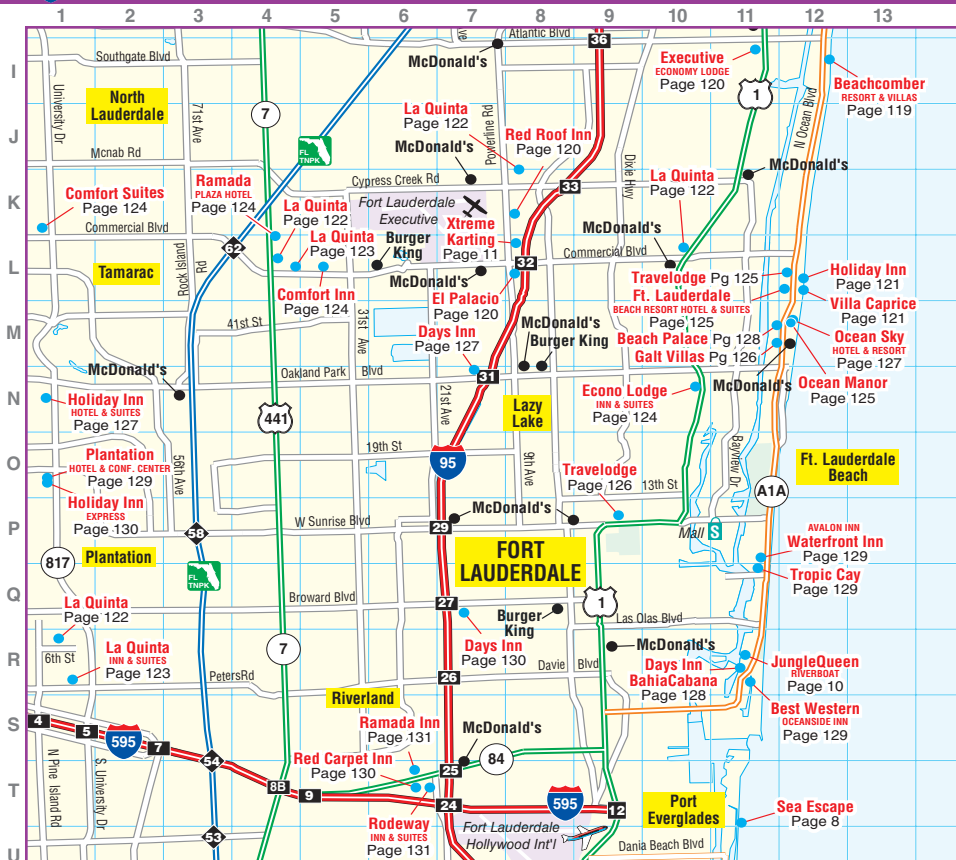 1 2 3 4 5 6 7 8 9 10 11 12 13
I
J
K
L
M
N
O
P
Q
R
S
T
U
Southgate Blvd
Atlantic Blvd
Ave
36
McDonald's
Executive
ECONOMY LODGE
Page 120
Beachcomber
RESORT & VILLAS
Page 119
University Dr
North
Lauderdale
71st Ave
7
La Quinta
Page 122
Powerline Rd
1
N Ocean Blvd
FL
TNPK
McDonald's
Red Roof Inn
Page 120
Mcnab Rd
Cypress Creek Rd
33
Dixie Hwy
La Quinta
Page 122
McDonald's
Comfort Suites
Page 124
Ramada
PLAZA HOTEL
Page 124
La Quinta
Page 122
Fort Lauderdale
Executive
Commercial Blvd
62
La Quinta
Page 123
Burger
King
Xtreme
Karting
Page 11
McDonald's
Commercial Blvd
Tamarac
Rock Island
Rd
Comfort Inn
Page 124
McDonald's
32
El Palacio
Page 120
Travelodge Pg 125
Holiday Inn
Page 121
Ft. Lauderdale
BEACH RESORT HOTEL & SUITES
Page 125
Villa Caprice
Page 121
41st St
31st
Ave
Days Inn
Page 127
McDonald's
Burger King
Beach Palace Pg 128
Galt Villas Pg 126
Ocean Sky
HOTEL & RESORT
Page 127
McDonald's
Oakland Park Blvd
31
McDonald's
Ocean Manor
Page 125
Holiday Inn
HOTEL & SUITES
Page 127
441
21st Ave
Lazy
Lake
Econo Lodge
INN & SUITES
Page 124
Plantation
HOTEL & CONF. CENTER
Page 129
56th Ave
19th St
95
9th Ave
Travelodge
Page 126
13th St
Bayview Dr
Ft. Lauderdale
Beach
A1A
Holiday Inn
EXPRESS
Page 130
58
W Sunrise Blvd
29
McDonald's
Mall S
817
Plantation
FORT
LAUDERDALE
AVALON INN
Waterfront Inn
Page 129
FL
TNPK
Tropic Cay
Page 129
Broward Blvd
27
1
La Quinta
Page 122
Burger
King
Las Olas Blvd
6th St
7
Days Inn
Page 130
McDonald's
La Quinta
INN & SUITES
Page 123
PetersRd
26
Davie Blvd
Days Inn
BahiaCabana
Page 128
JungleQueen
RIVERBOAT
Page 10
Riverland
Best Western
OCEANSIDE INN
Page 129
4
5
595
7
Ramada Inn
Page 131
McDonald's
84
N Pine Island Rd
S. University Dr
54
Red Carpet Inn
Page 130
25
8B
9
24
595
12
Port
Everglades
Sea Escape
Page 8
Rodeway
INN & SUITES
Page 131
53
Fort Lauderdale
Hollywood Int'l
Dania Beach Blvd